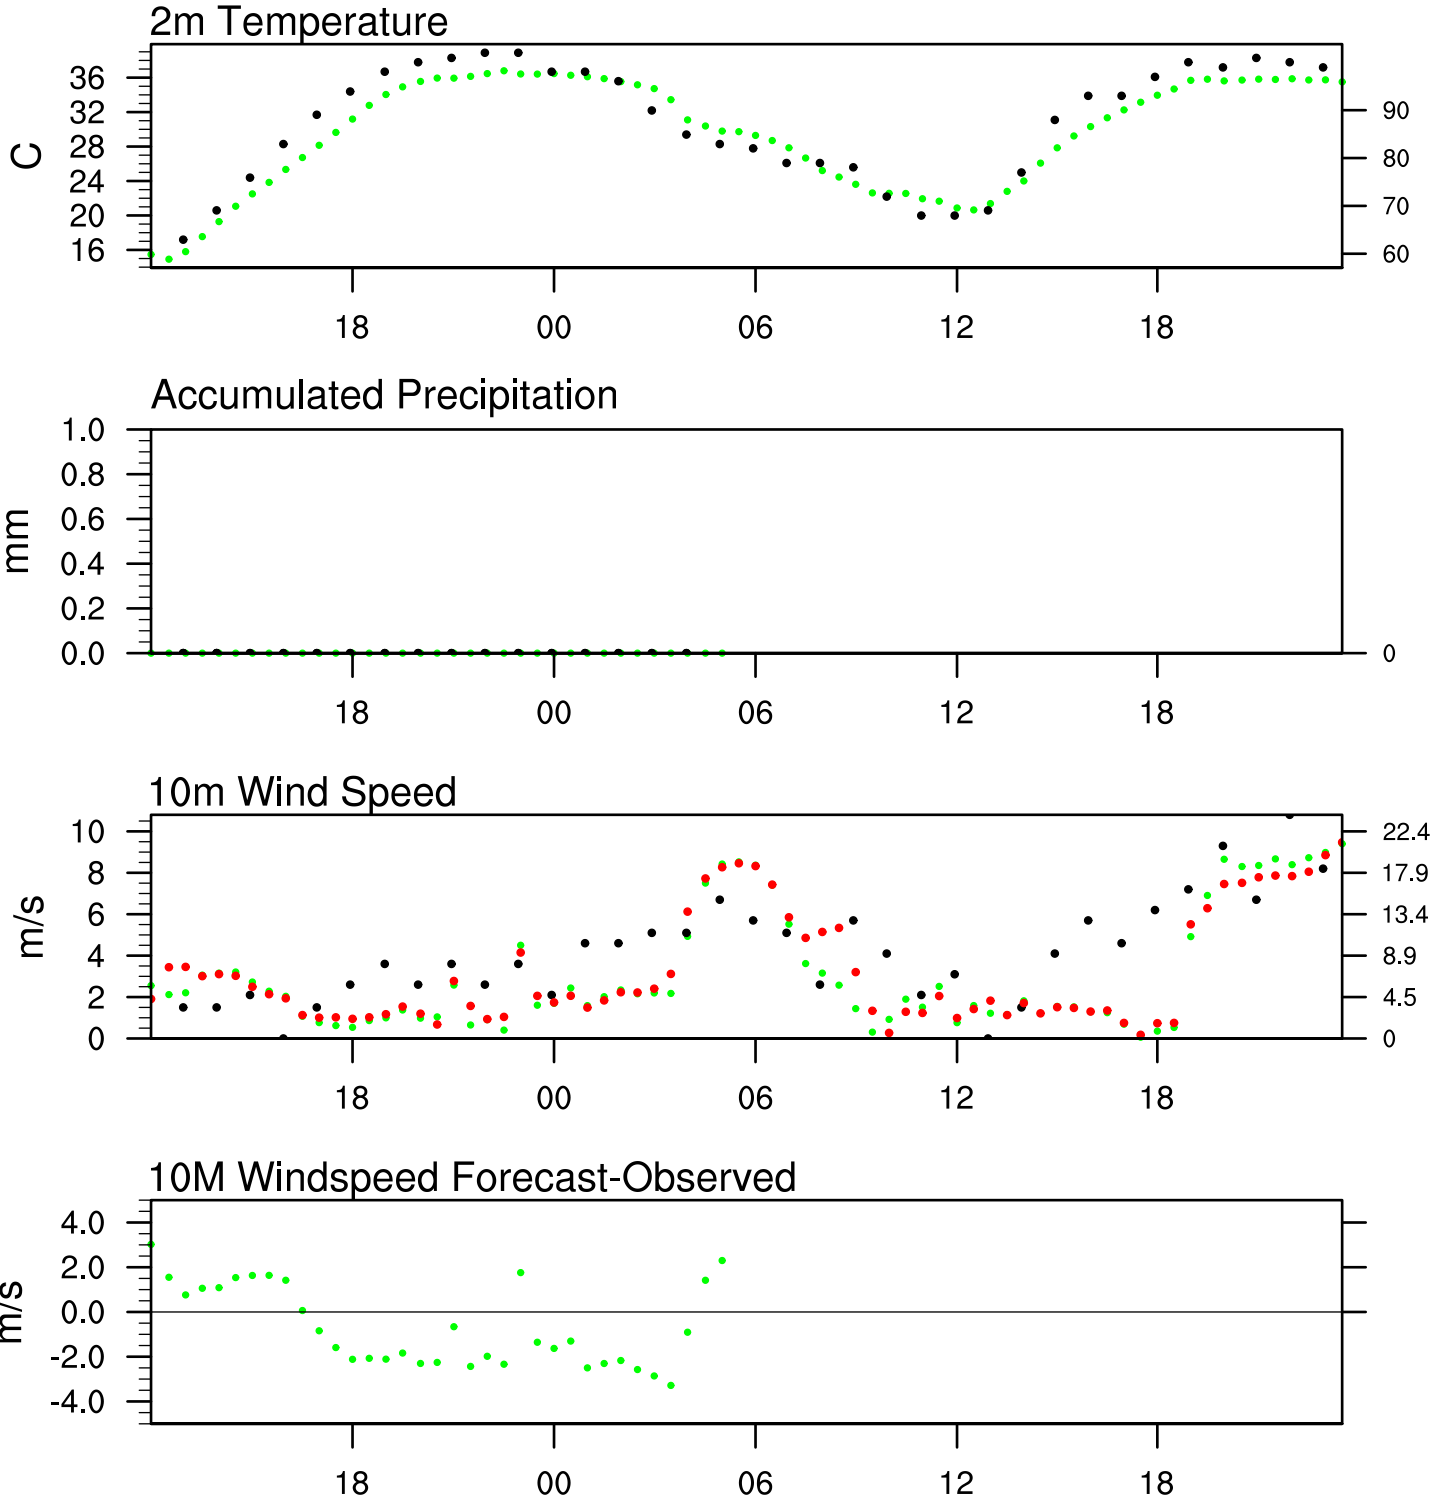 2m Temperature
36
32
28
24
20
16
C
90
80
70
60
18 00 06 12 18
Accumulated Precipitation
1.0
0.8
0.6
0.4
0.2
0.0
mm
0
18 00 06 12 18
10m Wind Speed
10
8
6
4
2
0
m/s
22.4
17.9
13.4
8.9
4.5
0
18 00 06 12 18
10M Windspeed Forecast-Observed
4.0
2.0
0.0
-2.0
-4.0
m/s
18 00 06 12 18